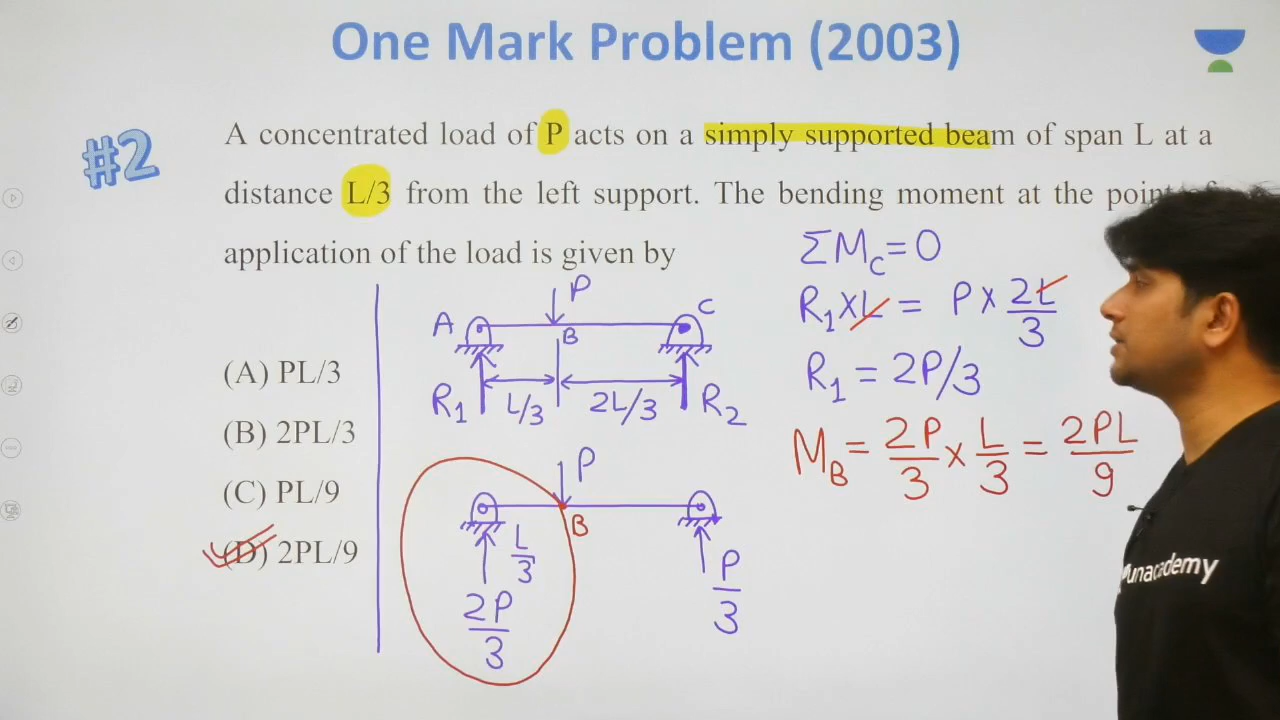 One Mark Problem (2003)
#2
A concentrated load of P acts on a simply supported beam of span L at a
distance L/3 from the left support. The bending moment at the point
application of the load is given by
(A) PL/3
(B) 2PL/3
(C) PL/9
(D) 2PL/9
P
A
B
C
R₁
L/3
2L/3
R₂
P
B
L/3
2P/3
P/3
ΣM_C = 0
R₁ × L = P × 2L/3
R₁ = 2P/3
M_B = 2P/3 × L/3 = 2PL/9
unacademy